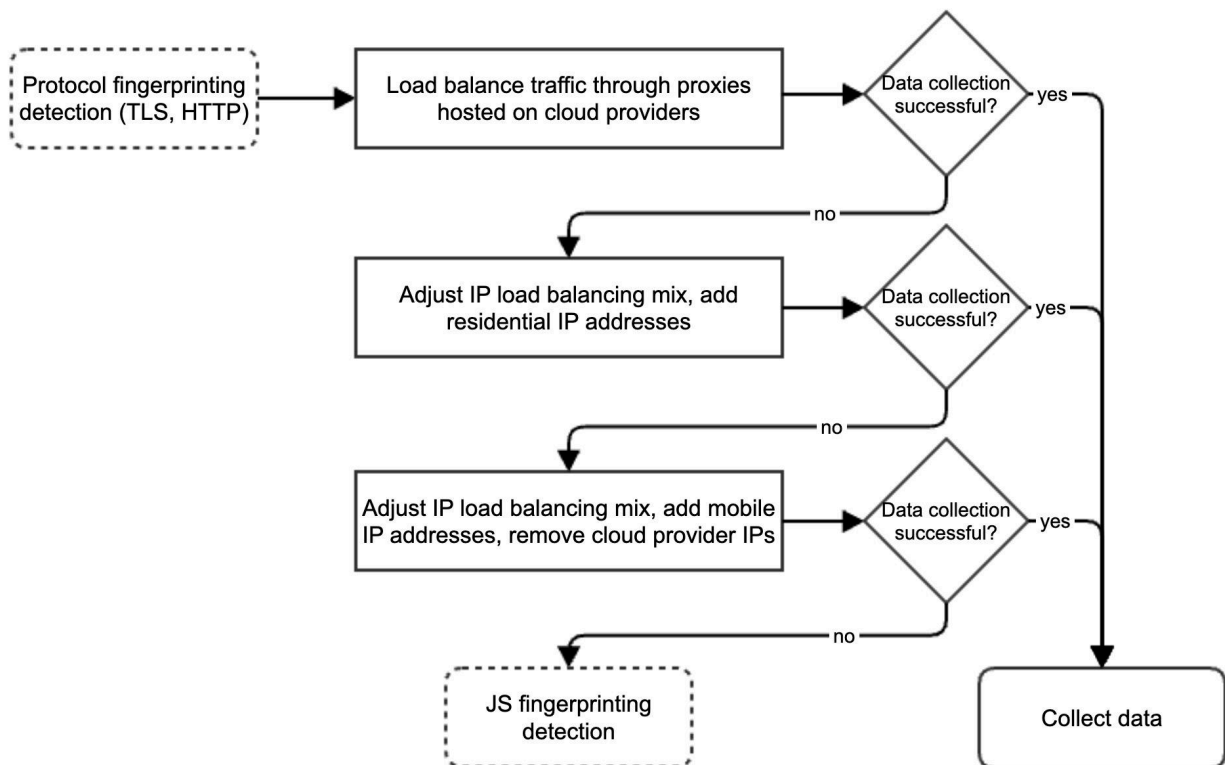 Protocol fingerprinting
detection (TLS, HTTP)
Load balance traffic through proxies
hosted on cloud providers
Data collection
successful?
yes
no
Adjust IP load balancing mix, add
residential IP addresses
Data collection
successful?
yes
no
Adjust IP load balancing mix, add mobile
IP addresses, remove cloud provider IPs
Data collection
successful?
yes
no
JS fingerprinting
detection
Collect data